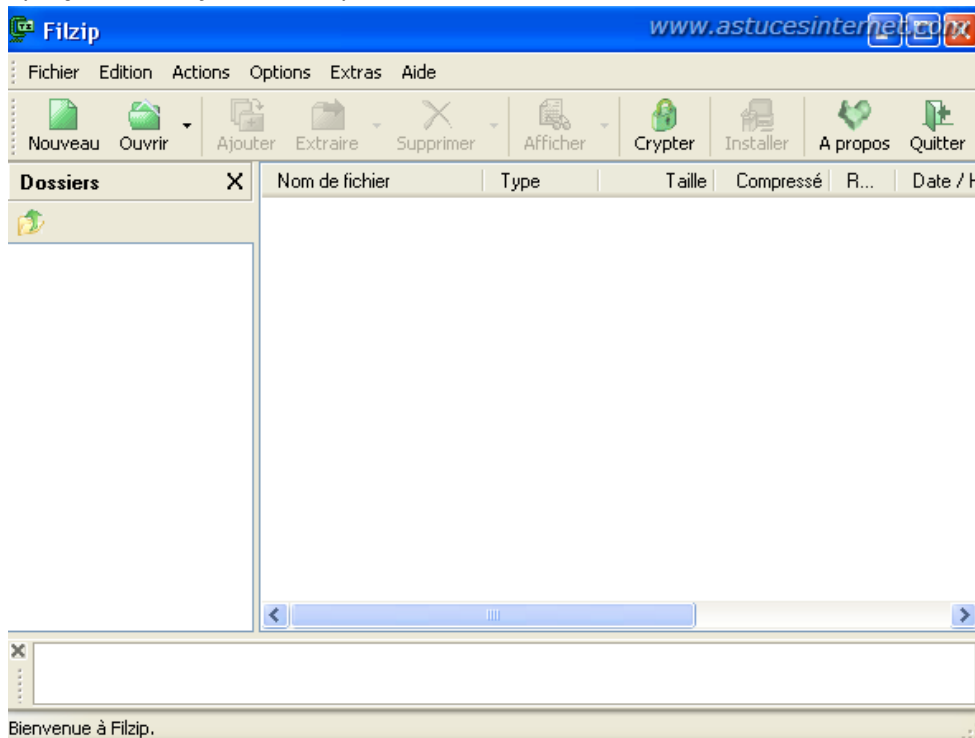 Filzip
www.astucesinternet.com
Fichier Edition Actions Options Extras Aide
Nouveau Ouvrir Ajouter Extraire Supprimer Afficher Crypter Installer A propos Quitter
Dossiers
Nom de fichier Type Taille Compressé R... Date / H
Bienvenue à Filzip.